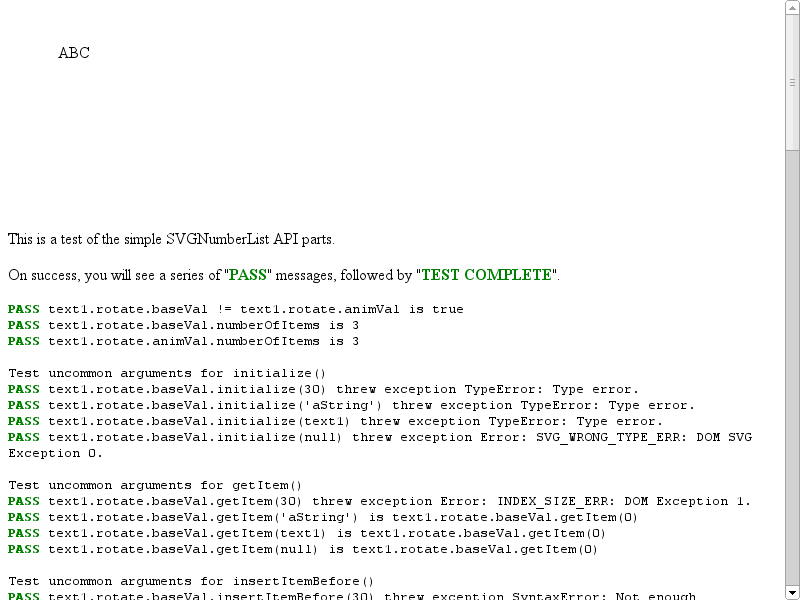 ABC
This is a test of the simple SVGNumberList API parts.
On success, you will see a series of "PASS" messages, followed by "TEST COMPLETE".
PASS text1.rotate.baseVal != text1.rotate.animVal is true
PASS text1.rotate.baseVal.numberOfItems is 3
PASS text1.rotate.animVal.numberOfItems is 3
Test uncommon arguments for initialize()
PASS text1.rotate.baseVal.initialize(30) threw exception TypeError: Type error.
PASS text1.rotate.baseVal.initialize('aString') threw exception TypeError: Type error.
PASS text1.rotate.baseVal.initialize(text1) threw exception TypeError: Type error.
PASS text1.rotate.baseVal.initialize(null) threw exception Error: SVG_WRONG_TYPE_ERR: DOM SVG
Exception 0.
Test uncommon arguments for getItem()
PASS text1.rotate.baseVal.getItem(30) threw exception Error: INDEX_SIZE_ERR: DOM Exception 1.
PASS text1.rotate.baseVal.getItem('aString') is text1.rotate.baseVal.getItem(0)
PASS text1.rotate.baseVal.getItem(text1) is text1.rotate.baseVal.getItem(0)
PASS text1.rotate.baseVal.getItem(null) is text1.rotate.baseVal.getItem(0)
Test uncommon arguments for insertItemBefore()
PASS text1.rotate.baseVal.insertItemBefore(30) threw exception SyntaxError: Not enough